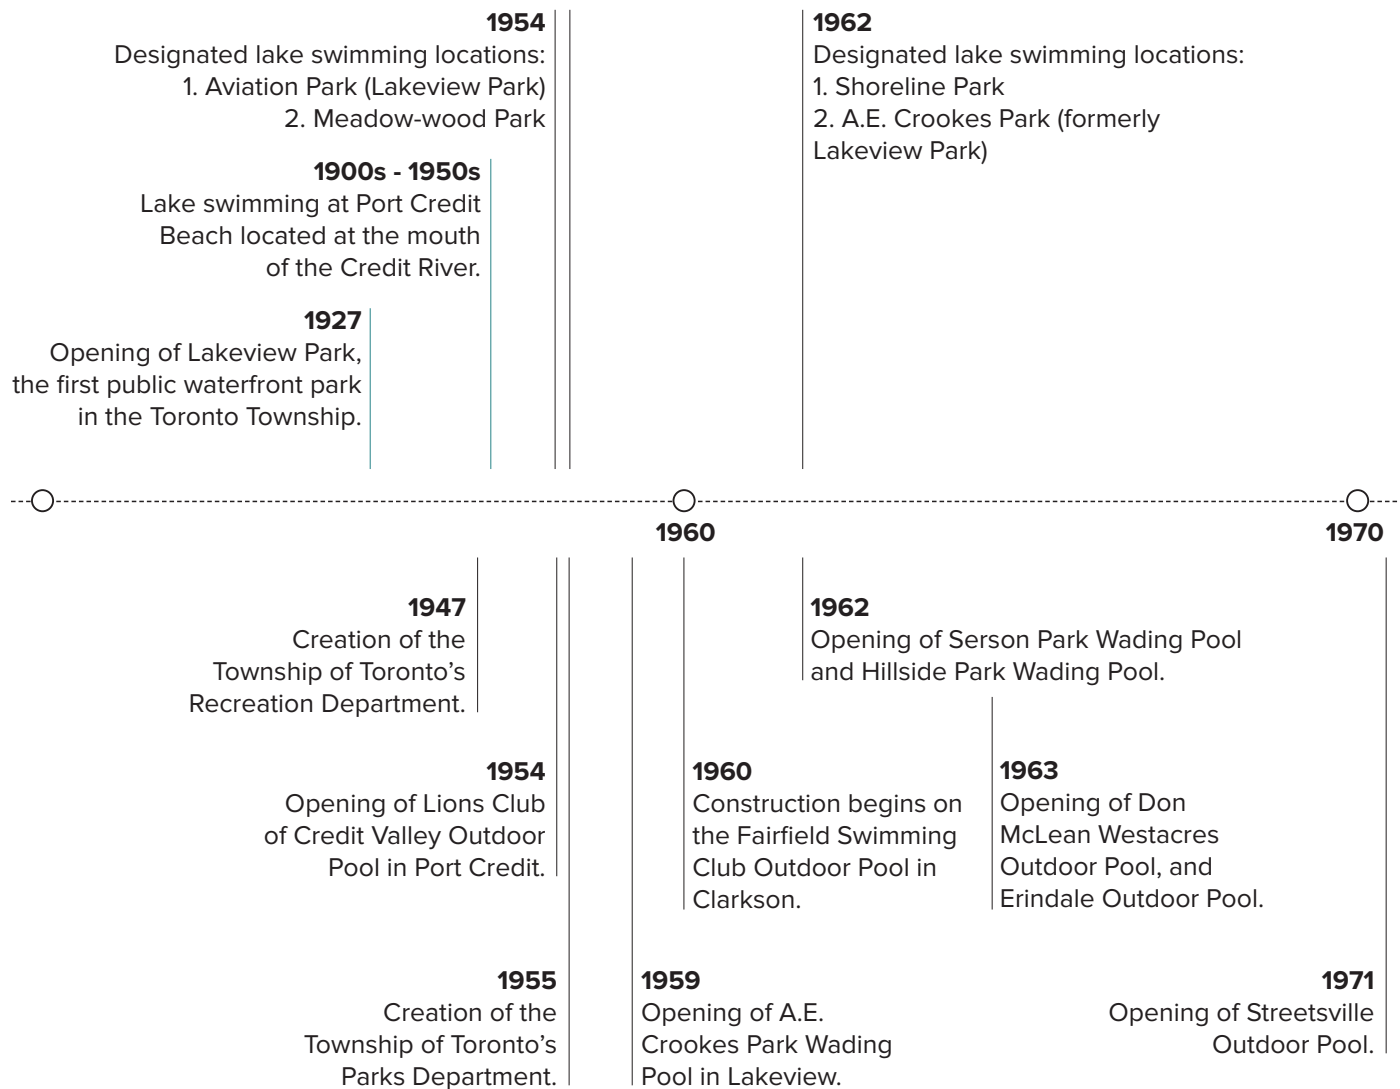 1954
Designated lake swimming locations:
1. Aviation Park (Lakeview Park)
2. Meadow-wood Park
1900s - 1950s
Lake swimming at Port Credit
Beach located at the mouth
of the Credit River.
1927
Opening of Lakeview Park,
the first public waterfront park
in the Toronto Township.
1962
Designated lake swimming locations:
1. Shoreline Park
2. A.E. Crookes Park (formerly
Lakeview Park)
1960
1970
1947
Creation of the
Township of Toronto’s
Recreation Department.
1962
Opening of Serson Park Wading Pool
and Hillside Park Wading Pool.
1954
Opening of Lions Club
of Credit Valley Outdoor
Pool in Port Credit.
1960
Construction begins on
the Fairfield Swimming
Club Outdoor Pool in
Clarkson.
1963
Opening of Don
McLean Westacres
Outdoor Pool, and
Erindale Outdoor Pool.
1955
Creation of the
Township of Toronto’s
Parks Department.
1959
Opening of A.E.
Crookes Park Wading
Pool in Lakeview.
1971
Opening of Streetsville
Outdoor Pool.